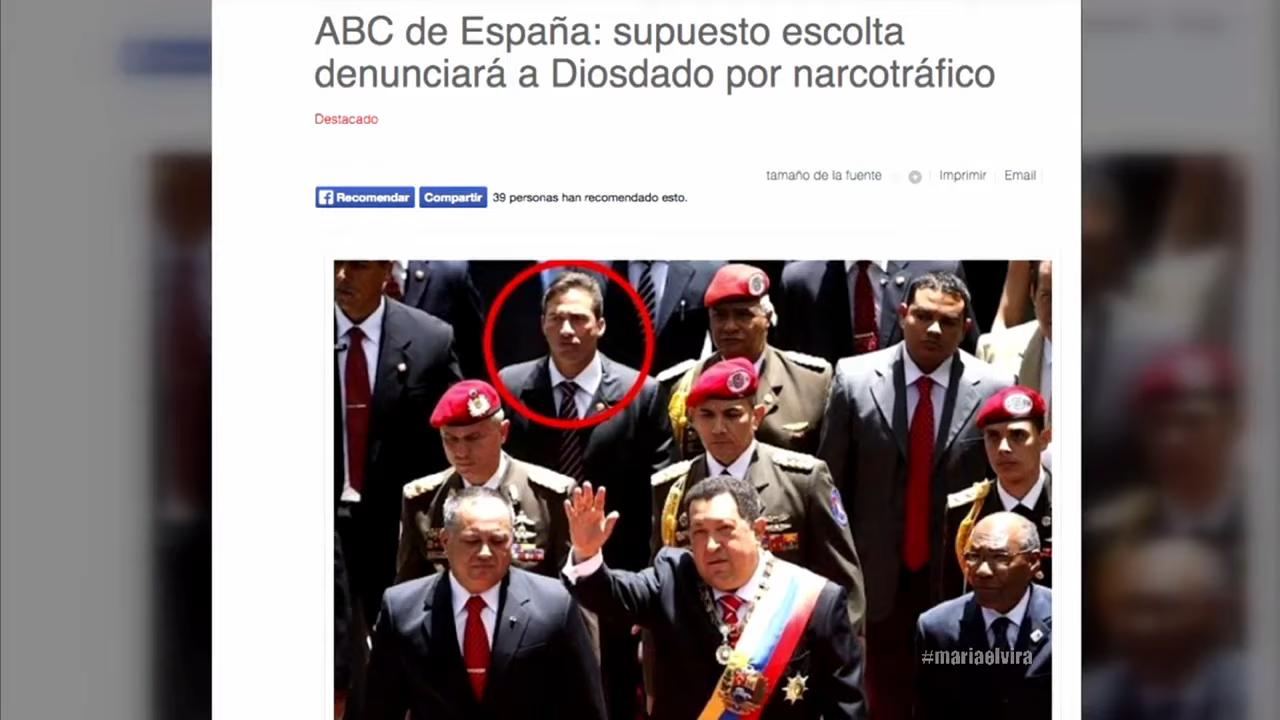 ABC de España: supuesto escolta
denunciará a Diosdado por narcotráfico
Destacado
tamaño de la fuente Imprimir Email
Recomendar Compartir 39 personas han recomendado esto.
#mariaelvira